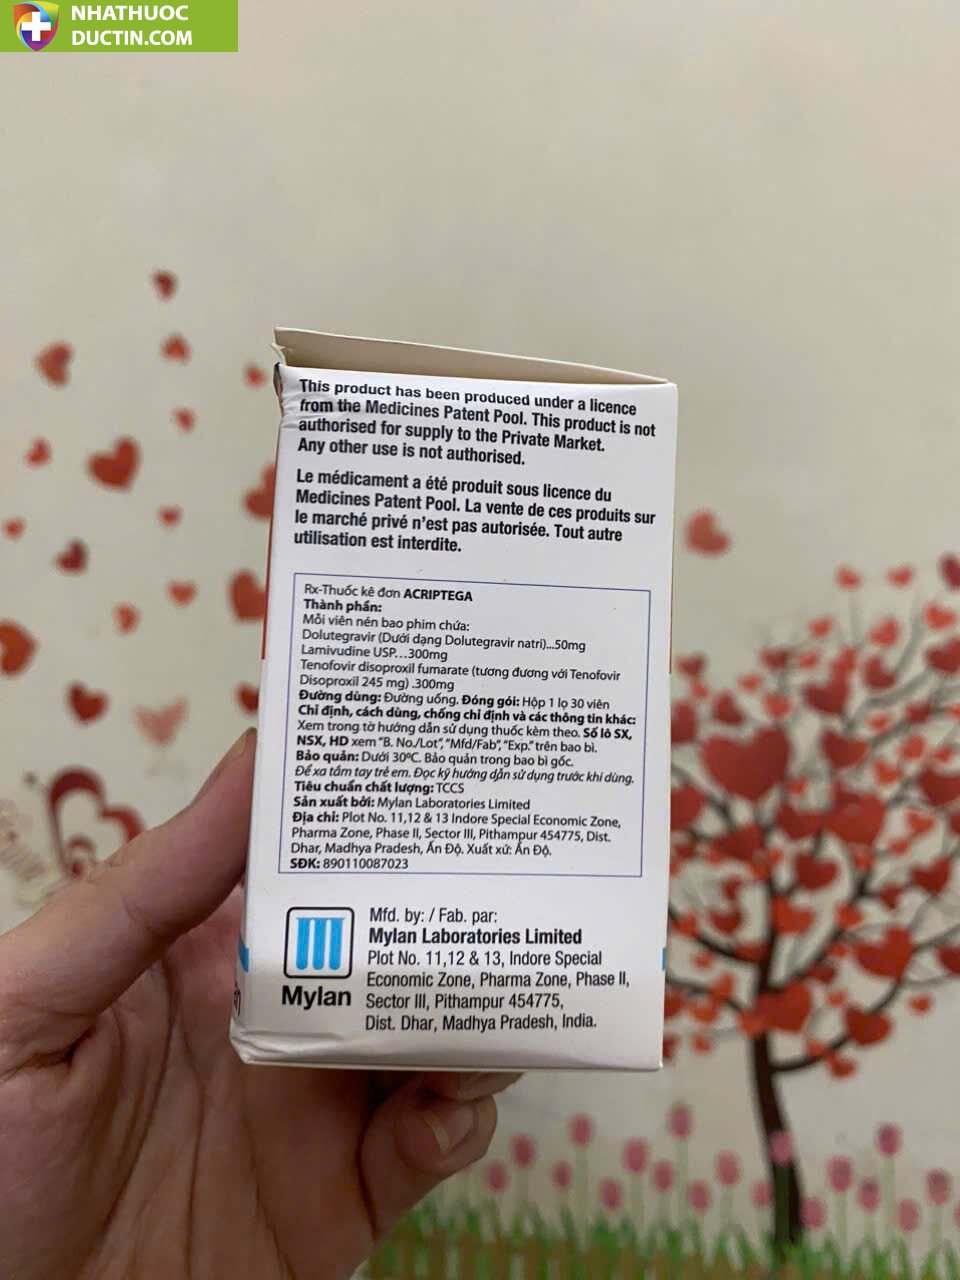 NHATHUOC
DUCTIN.COM
This product has been produced under a licence
from the Medicines Patent Pool. This product is not
authorised for supply to the Private Market.
Any other use is not authorised.
Le médicament a été produit sous licence du
Medicines Patent Pool. La vente de ces produits sur
le marché privé n'est pas autorisée. Tout autre
utilisation est interdite.
Rx-Thuốc kê đơn ACRIPTEGA
Thành phần:
Mỗi viên nén bao phim chứa:
Dolutegravir (Dưới dạng Dolutegravir natri)...50mg
Lamivudine USP...300mg
Tenofovir disoproxil fumarate (tương đương với Tenofovir
Disoproxil 245 mg) .300mg
Đường dùng: Đường uống. Đóng gói: Hộp 1 lọ 30 viên
Chỉ định, cách dùng, chống chỉ định và các thông tin khác:
Xem trong tờ hướng dẫn sử dụng thuốc kèm theo. Số lô SX,
NSX, HD xem "B. No./Lot", "Mfd/Fab", "Exp." trên bao bì.
Bảo quản: Dưới 30ºC. Bảo quản trong bao bì gốc.
Để xa tầm tay trẻ em. Đọc kỹ hướng dẫn sử dụng trước khi dùng.
Tiêu chuẩn chất lượng: TCCS
Sản xuất bởi: Mylan Laboratories Limited
Địa chỉ: Plot No. 11,12 & 13 Indore Special Economic Zone,
Pharma Zone, Phase II, Sector III, Pithampur 454775, Dist.
Dhar, Madhya Pradesh, Ấn Độ. Xuất xứ: Ấn Độ.
SĐK: 890110087023
Mfd. by: / Fab. par:
Mylan Laboratories Limited
Plot No. 11,12 & 13, Indore Special
Economic Zone, Pharma Zone, Phase II,
Sector III, Pithampur 454775,
Dist. Dhar, Madhya Pradesh, India.
Mylan